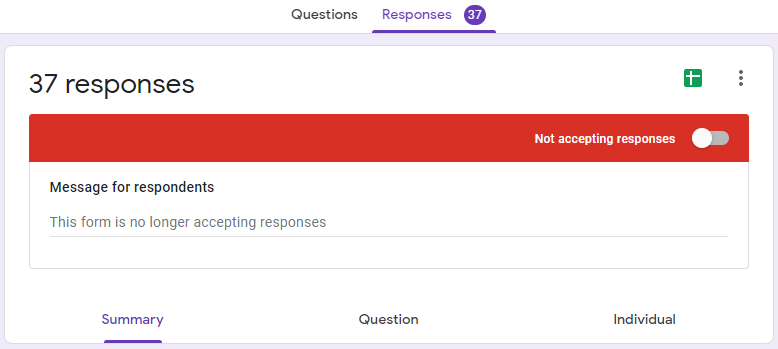 Questions Responses 37
37 responses
Not accepting responses
Message for respondents
This form is no longer accepting responses
Summary Question Individual